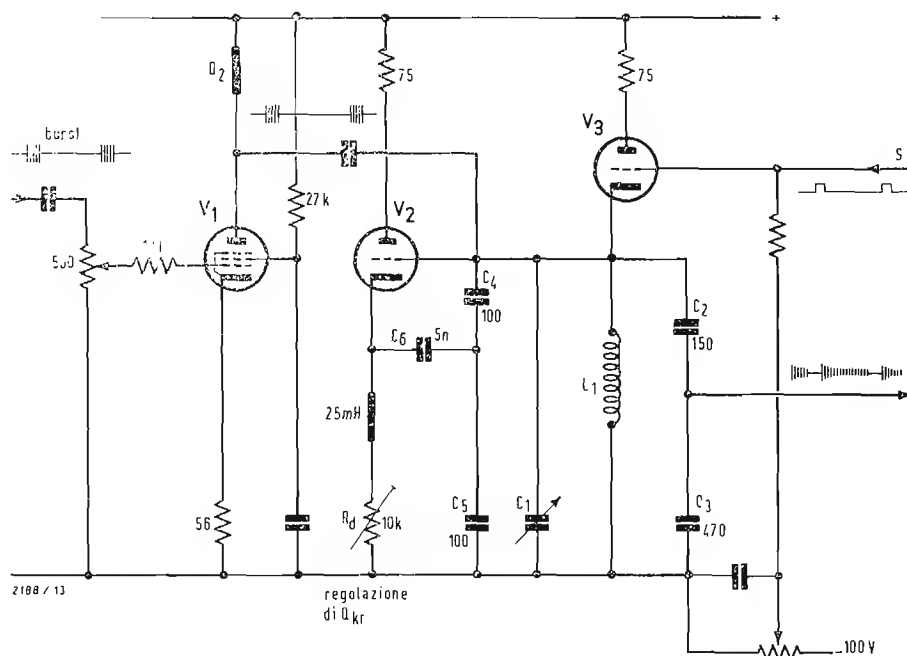 +
D2
75
75
V3
burst
S
27k
V1
V2
C4
100
C2
150
C6
5n
L1
25mH
56
Rd
10k
C5
100
C1
C3
470
2188 / 13
regolazione
di Qkr
-100 V